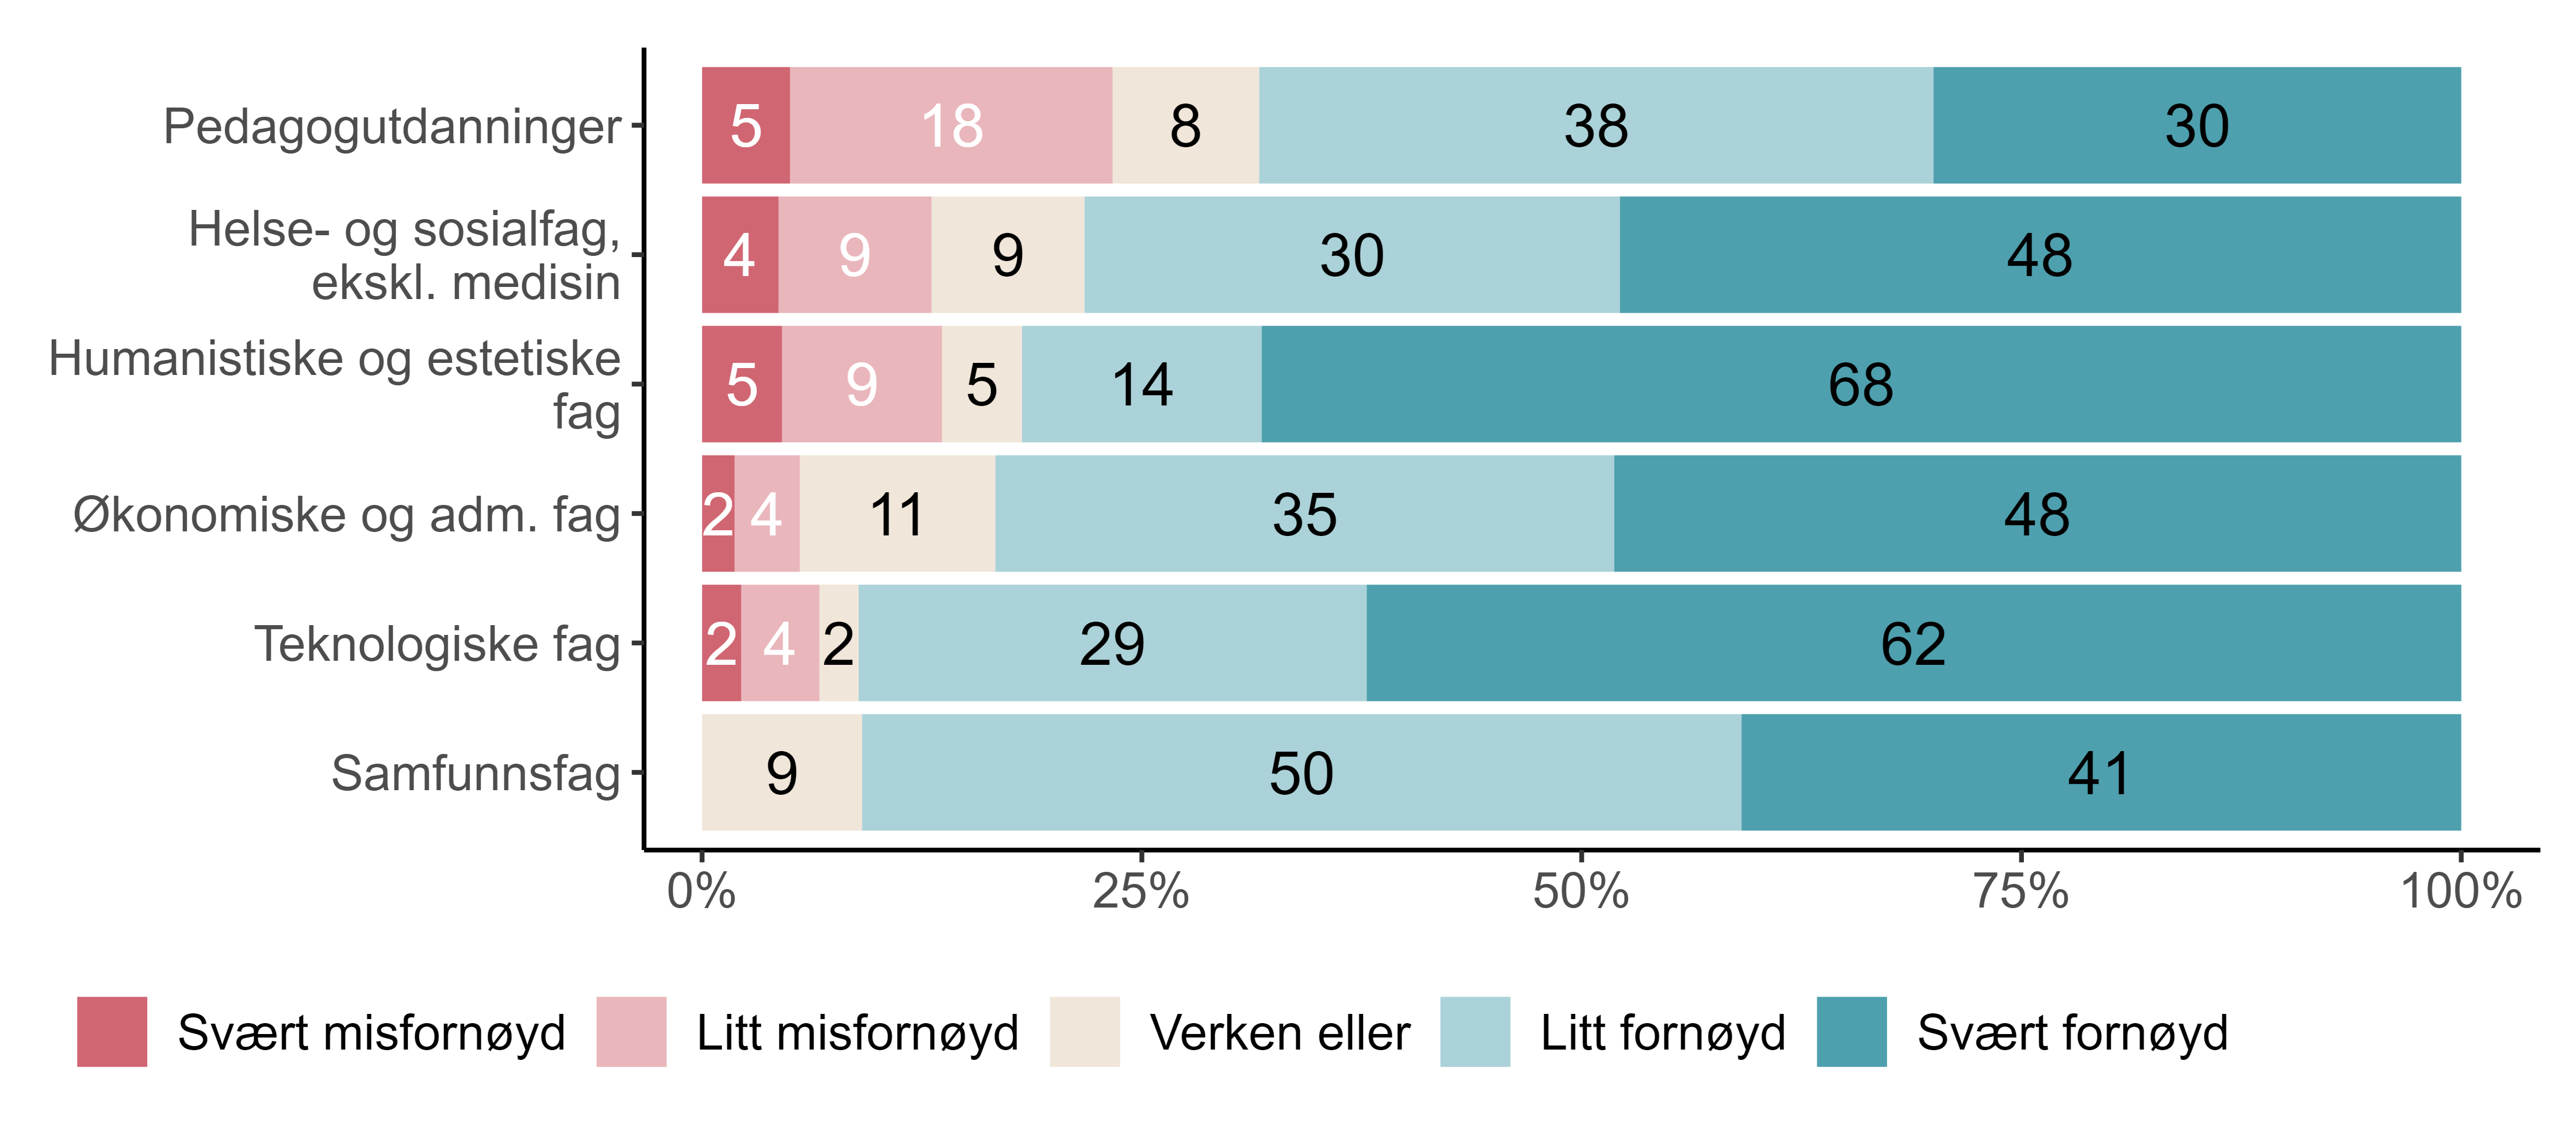 Pedagogutdanninger
5 18 8 38 30
Helse- og sosialfag,
ekskl. medisin
4 9 9 30 48
Humanistiske og estetiske
fag
5 9 5 14 68
Økonomiske og adm. fag
2 4 11 35 48
Teknologiske fag
2 4 2 29 62
Samfunnsfag
9 50 41
0% 25% 50% 75% 100%
Svært misfornøyd Litt misfornøyd Verken eller Litt fornøyd Svært fornøyd